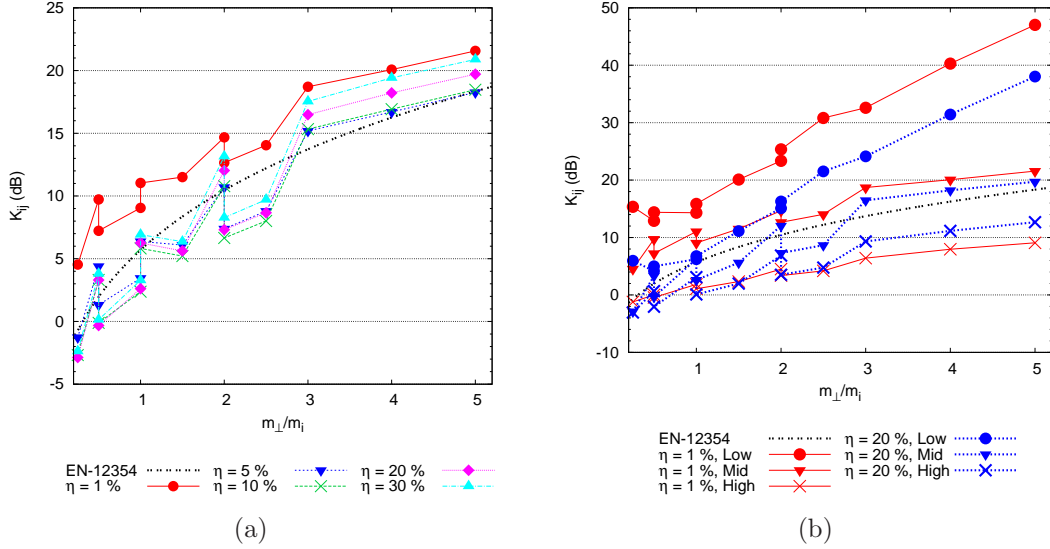 25
20
15
10
5
0
-5
K_ij (dB)
1
2
3
4
5
m_⊥/m_i
EN-12354
η = 1 %
η = 5 %
η = 10 %
η = 20 %
η = 30 %
(a)
50
40
30
20
10
0
-10
K_ij (dB)
1
2
3
4
5
m_⊥/m_i
EN-12354
η = 1 %, Low
η = 1 %, Mid
η = 1 %, High
η = 20 %, Low
η = 20 %, Mid
η = 20 %, High
(b)